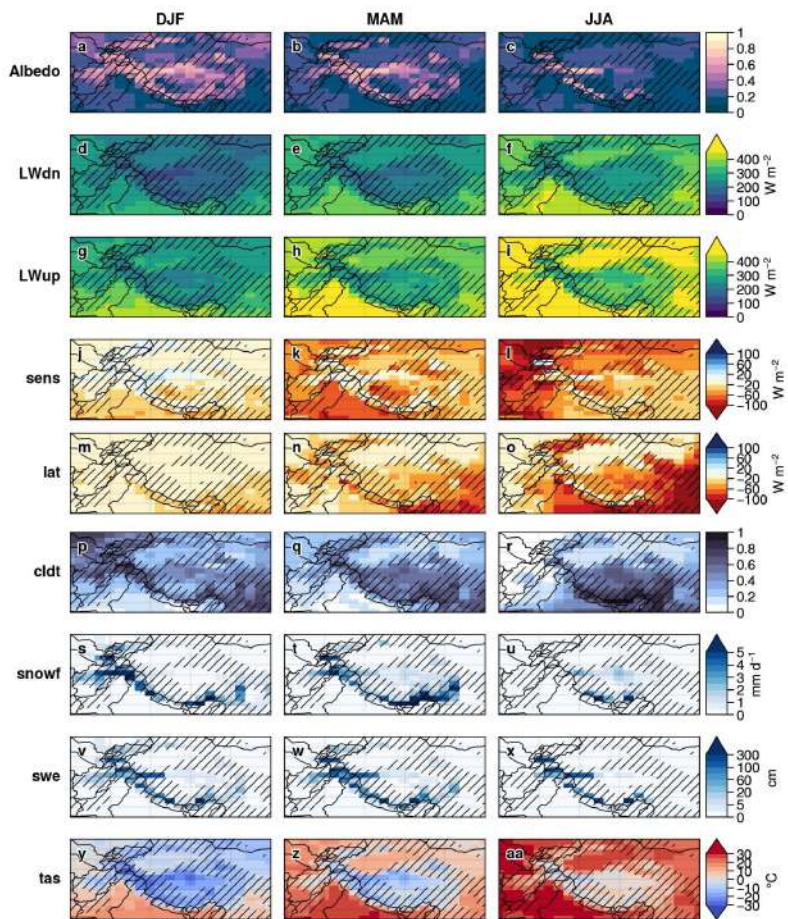 DJF MAM JJA
Albedo a b c 1 0.8 0.6 0.4 0.2 0
LWdn d e f 400 300 200 100 0 W m⁻²
LWup g h i 400 300 200 100 0 W m⁻²
sens j k l 100 60 20 −20 −60 −100 W m⁻²
lat m n o 100 60 20 −20 −60 −100 W m⁻²
cldt p q r 1 0.8 0.6 0.4 0.2 0
snowf s t u 5 4 3 2 1 0 mm d⁻¹
swe v w x 300 100 20 5 0 cm
tas y z aa 30 20 10 0 −10 −20 −30 °C